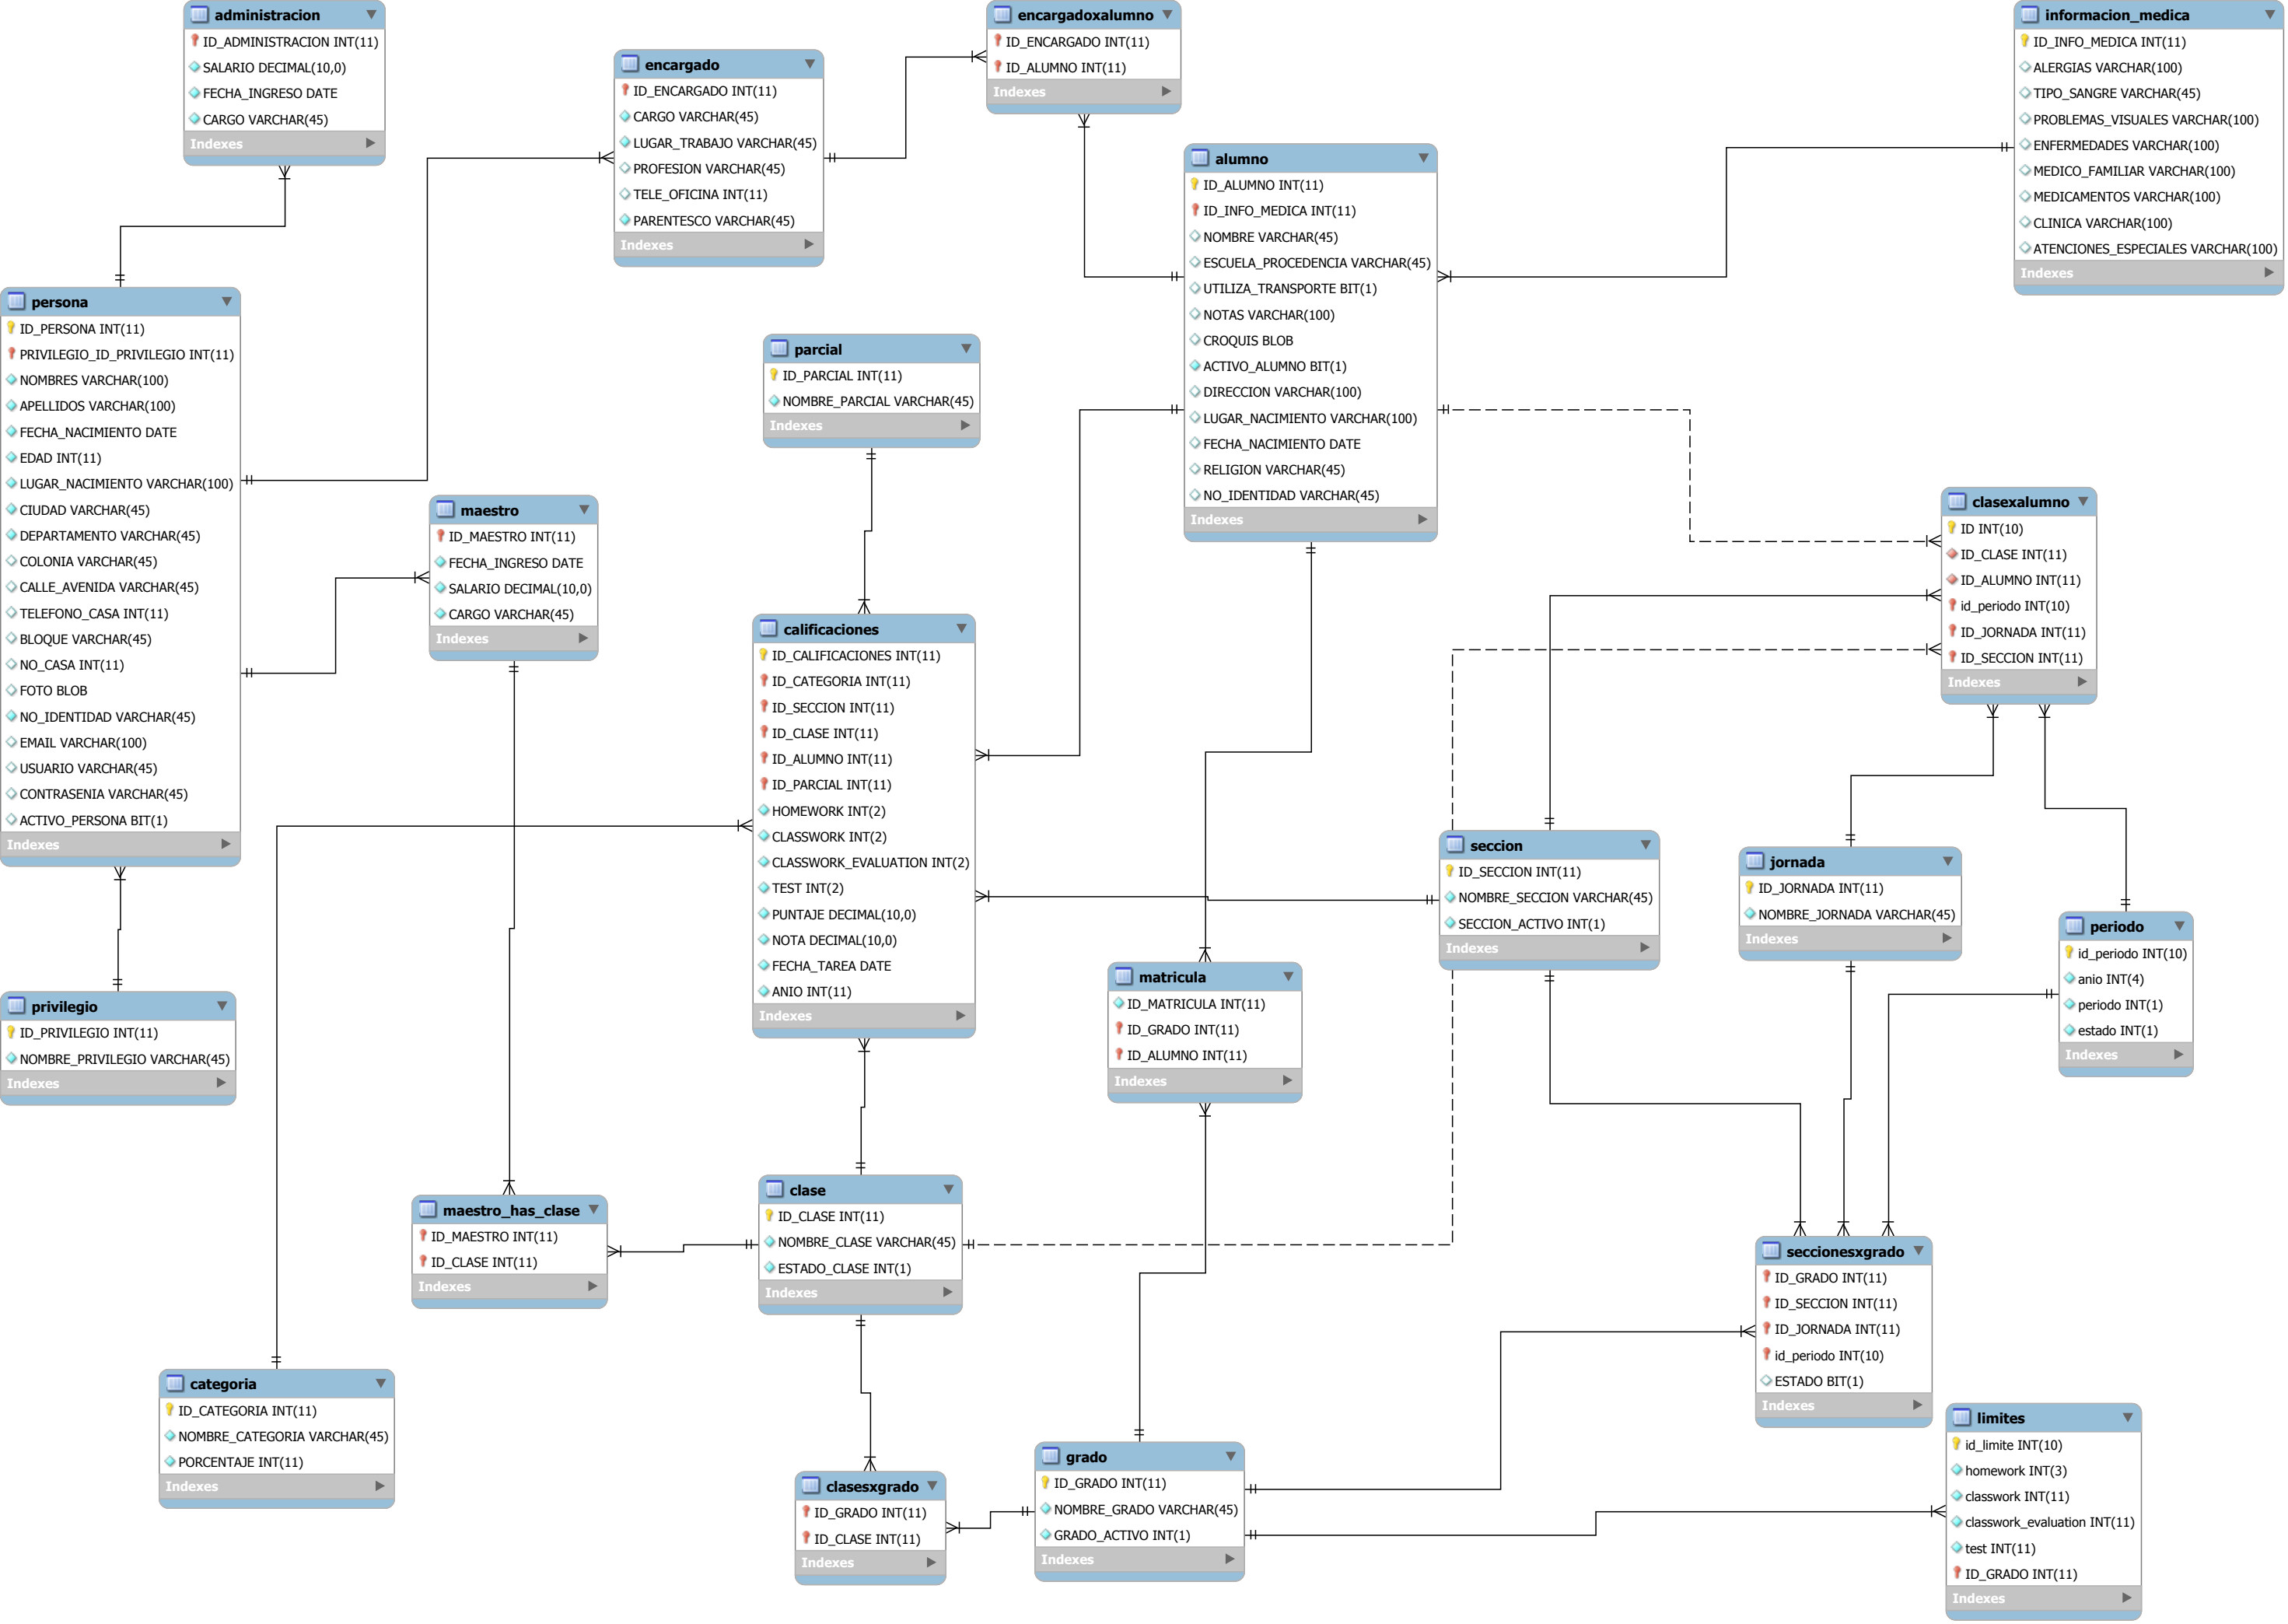 administracion
ID_ADMINISTRACION INT(11)
SALARIO DECIMAL(10,0)
FECHA_INGRESO DATE
CARGO VARCHAR(45)
Indexes
encargado
ID_ENCARGADO INT(11)
CARGO VARCHAR(45)
LUGAR_TRABAJO VARCHAR(45)
PROFESION VARCHAR(45)
TELE_OFICINA INT(11)
PARENTESCO VARCHAR(45)
Indexes
encargadoxalumno
ID_ENCARGADO INT(11)
ID_ALUMNO INT(11)
Indexes
informacion_medica
ID_INFO_MEDICA INT(11)
ALERGIAS VARCHAR(100)
TIPO_SANGRE VARCHAR(45)
PROBLEMAS_VISUALES VARCHAR(100)
ENFERMEDADES VARCHAR(100)
MEDICO_FAMILIAR VARCHAR(100)
MEDICAMENTOS VARCHAR(100)
CLINICA VARCHAR(100)
ATENCIONES_ESPECIALES VARCHAR(100)
Indexes
alumno
ID_ALUMNO INT(11)
ID_INFO_MEDICA INT(11)
NOMBRE VARCHAR(45)
ESCUELA_PROCEDENCIA VARCHAR(45)
UTILIZA_TRANSPORTE BIT(1)
NOTAS VARCHAR(100)
CROQUIS BLOB
ACTIVO_ALUMNO BIT(1)
DIRECCION VARCHAR(100)
LUGAR_NACIMIENTO VARCHAR(100)
FECHA_NACIMIENTO DATE
RELIGION VARCHAR(45)
NO_IDENTIDAD VARCHAR(45)
Indexes
persona
ID_PERSONA INT(11)
PRIVILEGIO_ID_PRIVILEGIO INT(11)
NOMBRES VARCHAR(100)
APELLIDOS VARCHAR(100)
FECHA_NACIMIENTO DATE
EDAD INT(11)
LUGAR_NACIMIENTO VARCHAR(100)
CIUDAD VARCHAR(45)
DEPARTAMENTO VARCHAR(45)
COLONIA VARCHAR(45)
CALLE_AVENIDA VARCHAR(45)
TELEFONO_CASA INT(11)
BLOQUE VARCHAR(45)
NO_CASA INT(11)
FOTO BLOB
NO_IDENTIDAD VARCHAR(45)
EMAIL VARCHAR(100)
USUARIO VARCHAR(45)
CONTRASENIA VARCHAR(45)
ACTIVO_PERSONA BIT(1)
Indexes
parcial
ID_PARCIAL INT(11)
NOMBRE_PARCIAL VARCHAR(45)
Indexes
maestro
ID_MAESTRO INT(11)
FECHA_INGRESO DATE
SALARIO DECIMAL(10,0)
CARGO VARCHAR(45)
Indexes
clasexalumno
ID INT(10)
ID_CLASE INT(11)
ID_ALUMNO INT(11)
id_periodo INT(10)
ID_JORNADA INT(11)
ID_SECCION INT(11)
Indexes
calificaciones
ID_CALIFICACIONES INT(11)
ID_CATEGORIA INT(11)
ID_SECCION INT(11)
ID_CLASE INT(11)
ID_ALUMNO INT(11)
ID_PARCIAL INT(11)
HOMEWORK INT(2)
CLASSWORK INT(2)
CLASSWORK_EVALUATION INT(2)
TEST INT(2)
PUNTAJE DECIMAL(10,0)
NOTA DECIMAL(10,0)
FECHA_TAREA DATE
ANIO INT(11)
Indexes
seccion
ID_SECCION INT(11)
NOMBRE_SECCION VARCHAR(45)
SECCION_ACTIVO INT(1)
Indexes
jornada
ID_JORNADA INT(11)
NOMBRE_JORNADA VARCHAR(45)
Indexes
periodo
id_periodo INT(10)
anio INT(4)
periodo INT(1)
estado INT(1)
Indexes
matricula
ID_MATRICULA INT(11)
ID_GRADO INT(11)
ID_ALUMNO INT(11)
Indexes
privilegio
ID_PRIVILEGIO INT(11)
NOMBRE_PRIVILEGIO VARCHAR(45)
Indexes
maestro_has_clase
ID_MAESTRO INT(11)
ID_CLASE INT(11)
Indexes
clase
ID_CLASE INT(11)
NOMBRE_CLASE VARCHAR(45)
ESTADO_CLASE INT(1)
Indexes
seccionesxgrado
ID_GRADO INT(11)
ID_SECCION INT(11)
ID_JORNADA INT(11)
id_periodo INT(10)
ESTADO BIT(1)
Indexes
categoria
ID_CATEGORIA INT(11)
NOMBRE_CATEGORIA VARCHAR(45)
PORCENTAJE INT(11)
Indexes
clasesxgrado
ID_GRADO INT(11)
ID_CLASE INT(11)
Indexes
grado
ID_GRADO INT(11)
NOMBRE_GRADO VARCHAR(45)
GRADO_ACTIVO INT(1)
Indexes
limites
id_limite INT(10)
homework INT(3)
classwork INT(11)
classwork_evaluation INT(11)
test INT(11)
ID_GRADO INT(11)
Indexes